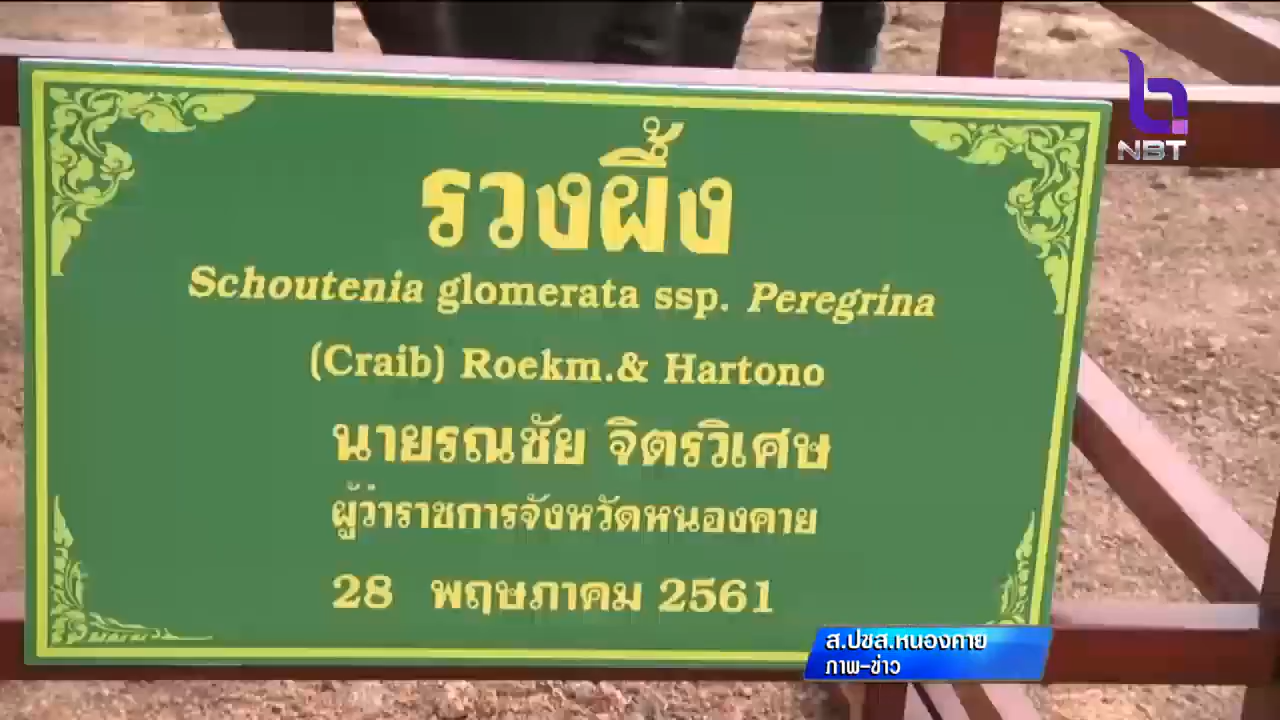 NBT
รวงผึ้ง
Schoutenia glomerata ssp. Peregrina
(Craib) Roekm.& Hartono
นายรณชัย จิตรวิเศษ
ผู้ว่าราชการจังหวัดหนองคาย
28 พฤษภาคม 2561
ส.ปชส.หนองคาย
ภาพ-ข่าว